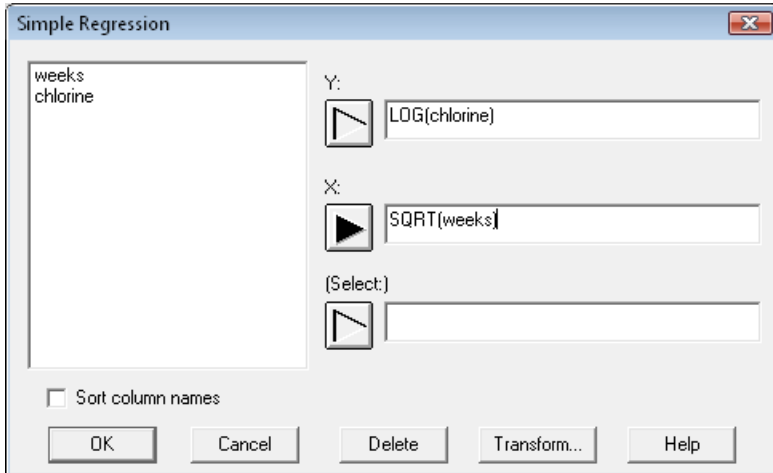 Simple Regression
weeks
chlorine
Y:
LOG(chlorine)
X:
SQRT(weeks)
(Select:)
Sort column names
OK Cancel Delete Transform... Help